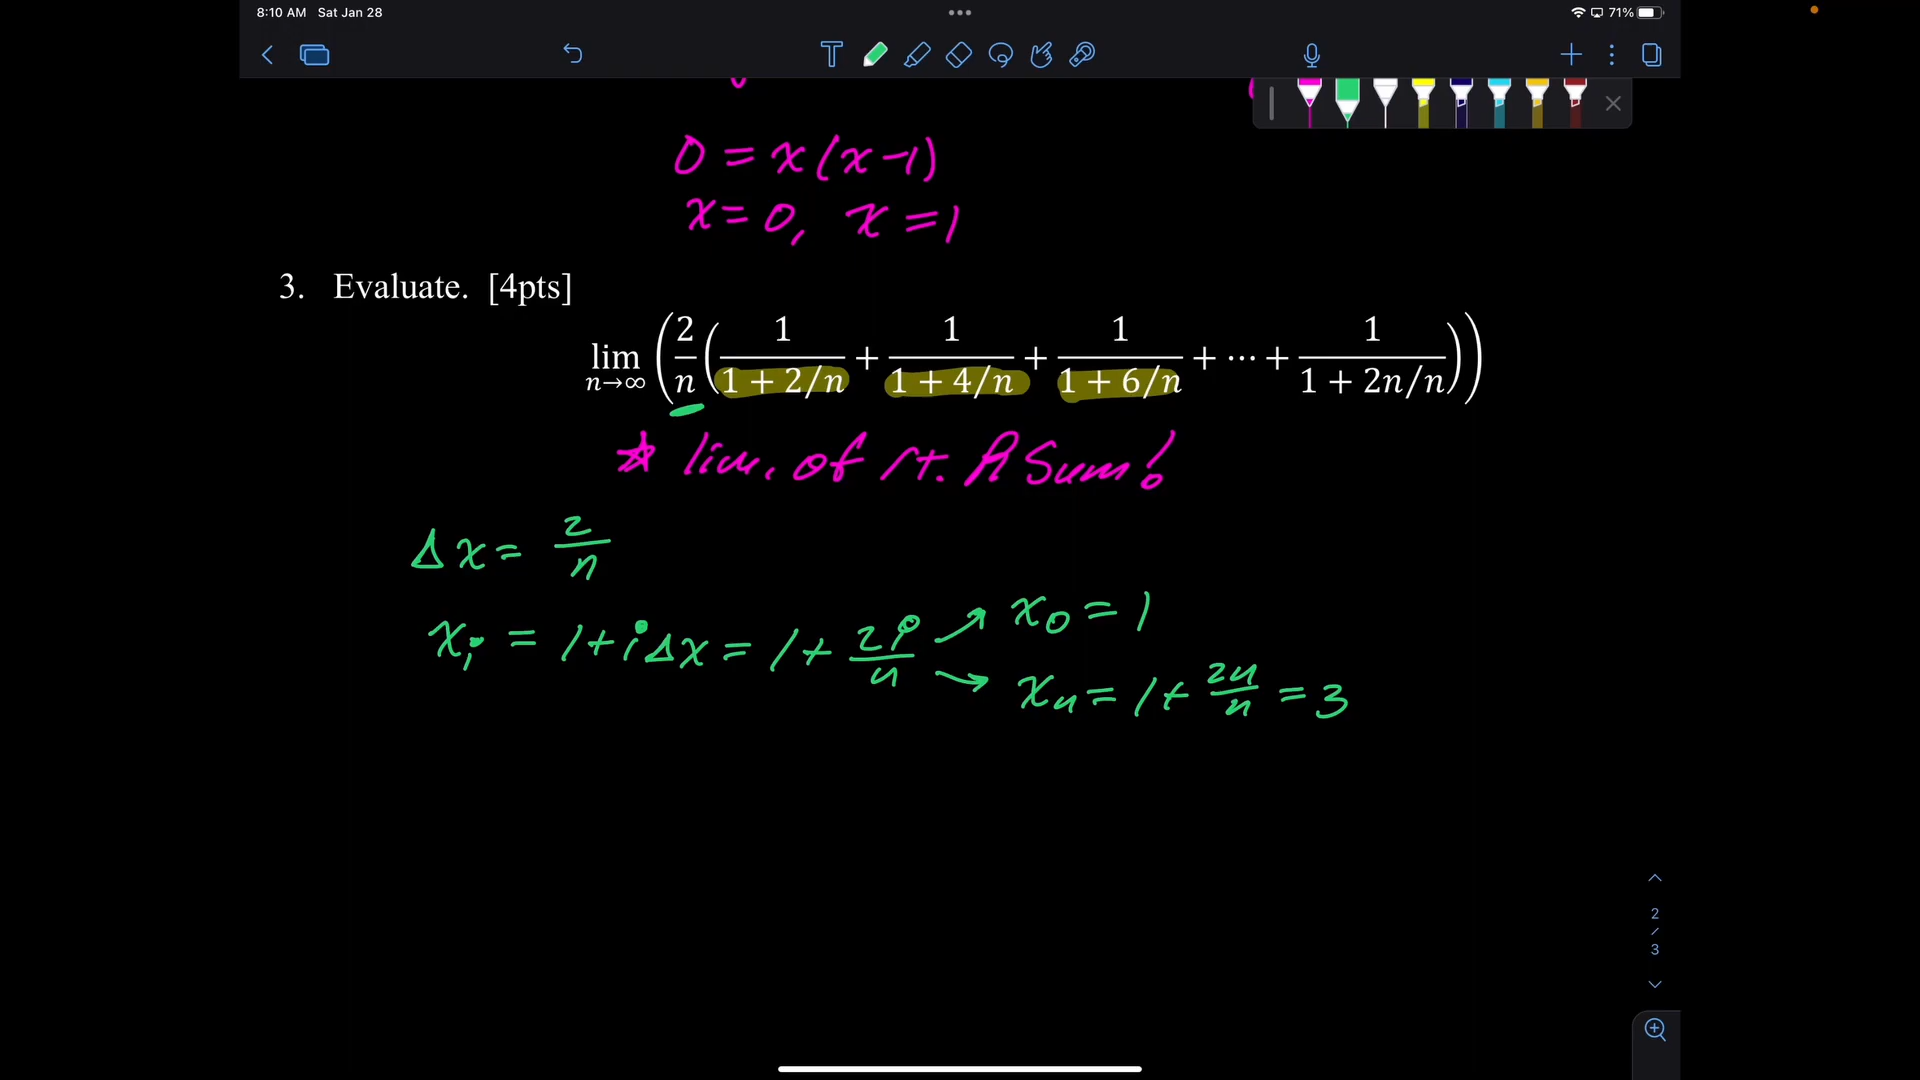 8:10 AM Sat Jan 28
71%
0 = x(x-1)
x = 0, x = 1
3. Evaluate. [4pts]
lim n→∞ (2/n (1/(1 + 2/n) + 1/(1 + 4/n) + 1/(1 + 6/n) + ⋯ + 1/(1 + 2n/n)))
* lim. of rt. R Sum!
Δx = 2/n
xᵢ = 1 + iΔx = 1 + 2i/n ↗ x₀ = 1
↘ xₙ = 1 + 2n/n = 3
2
/
3